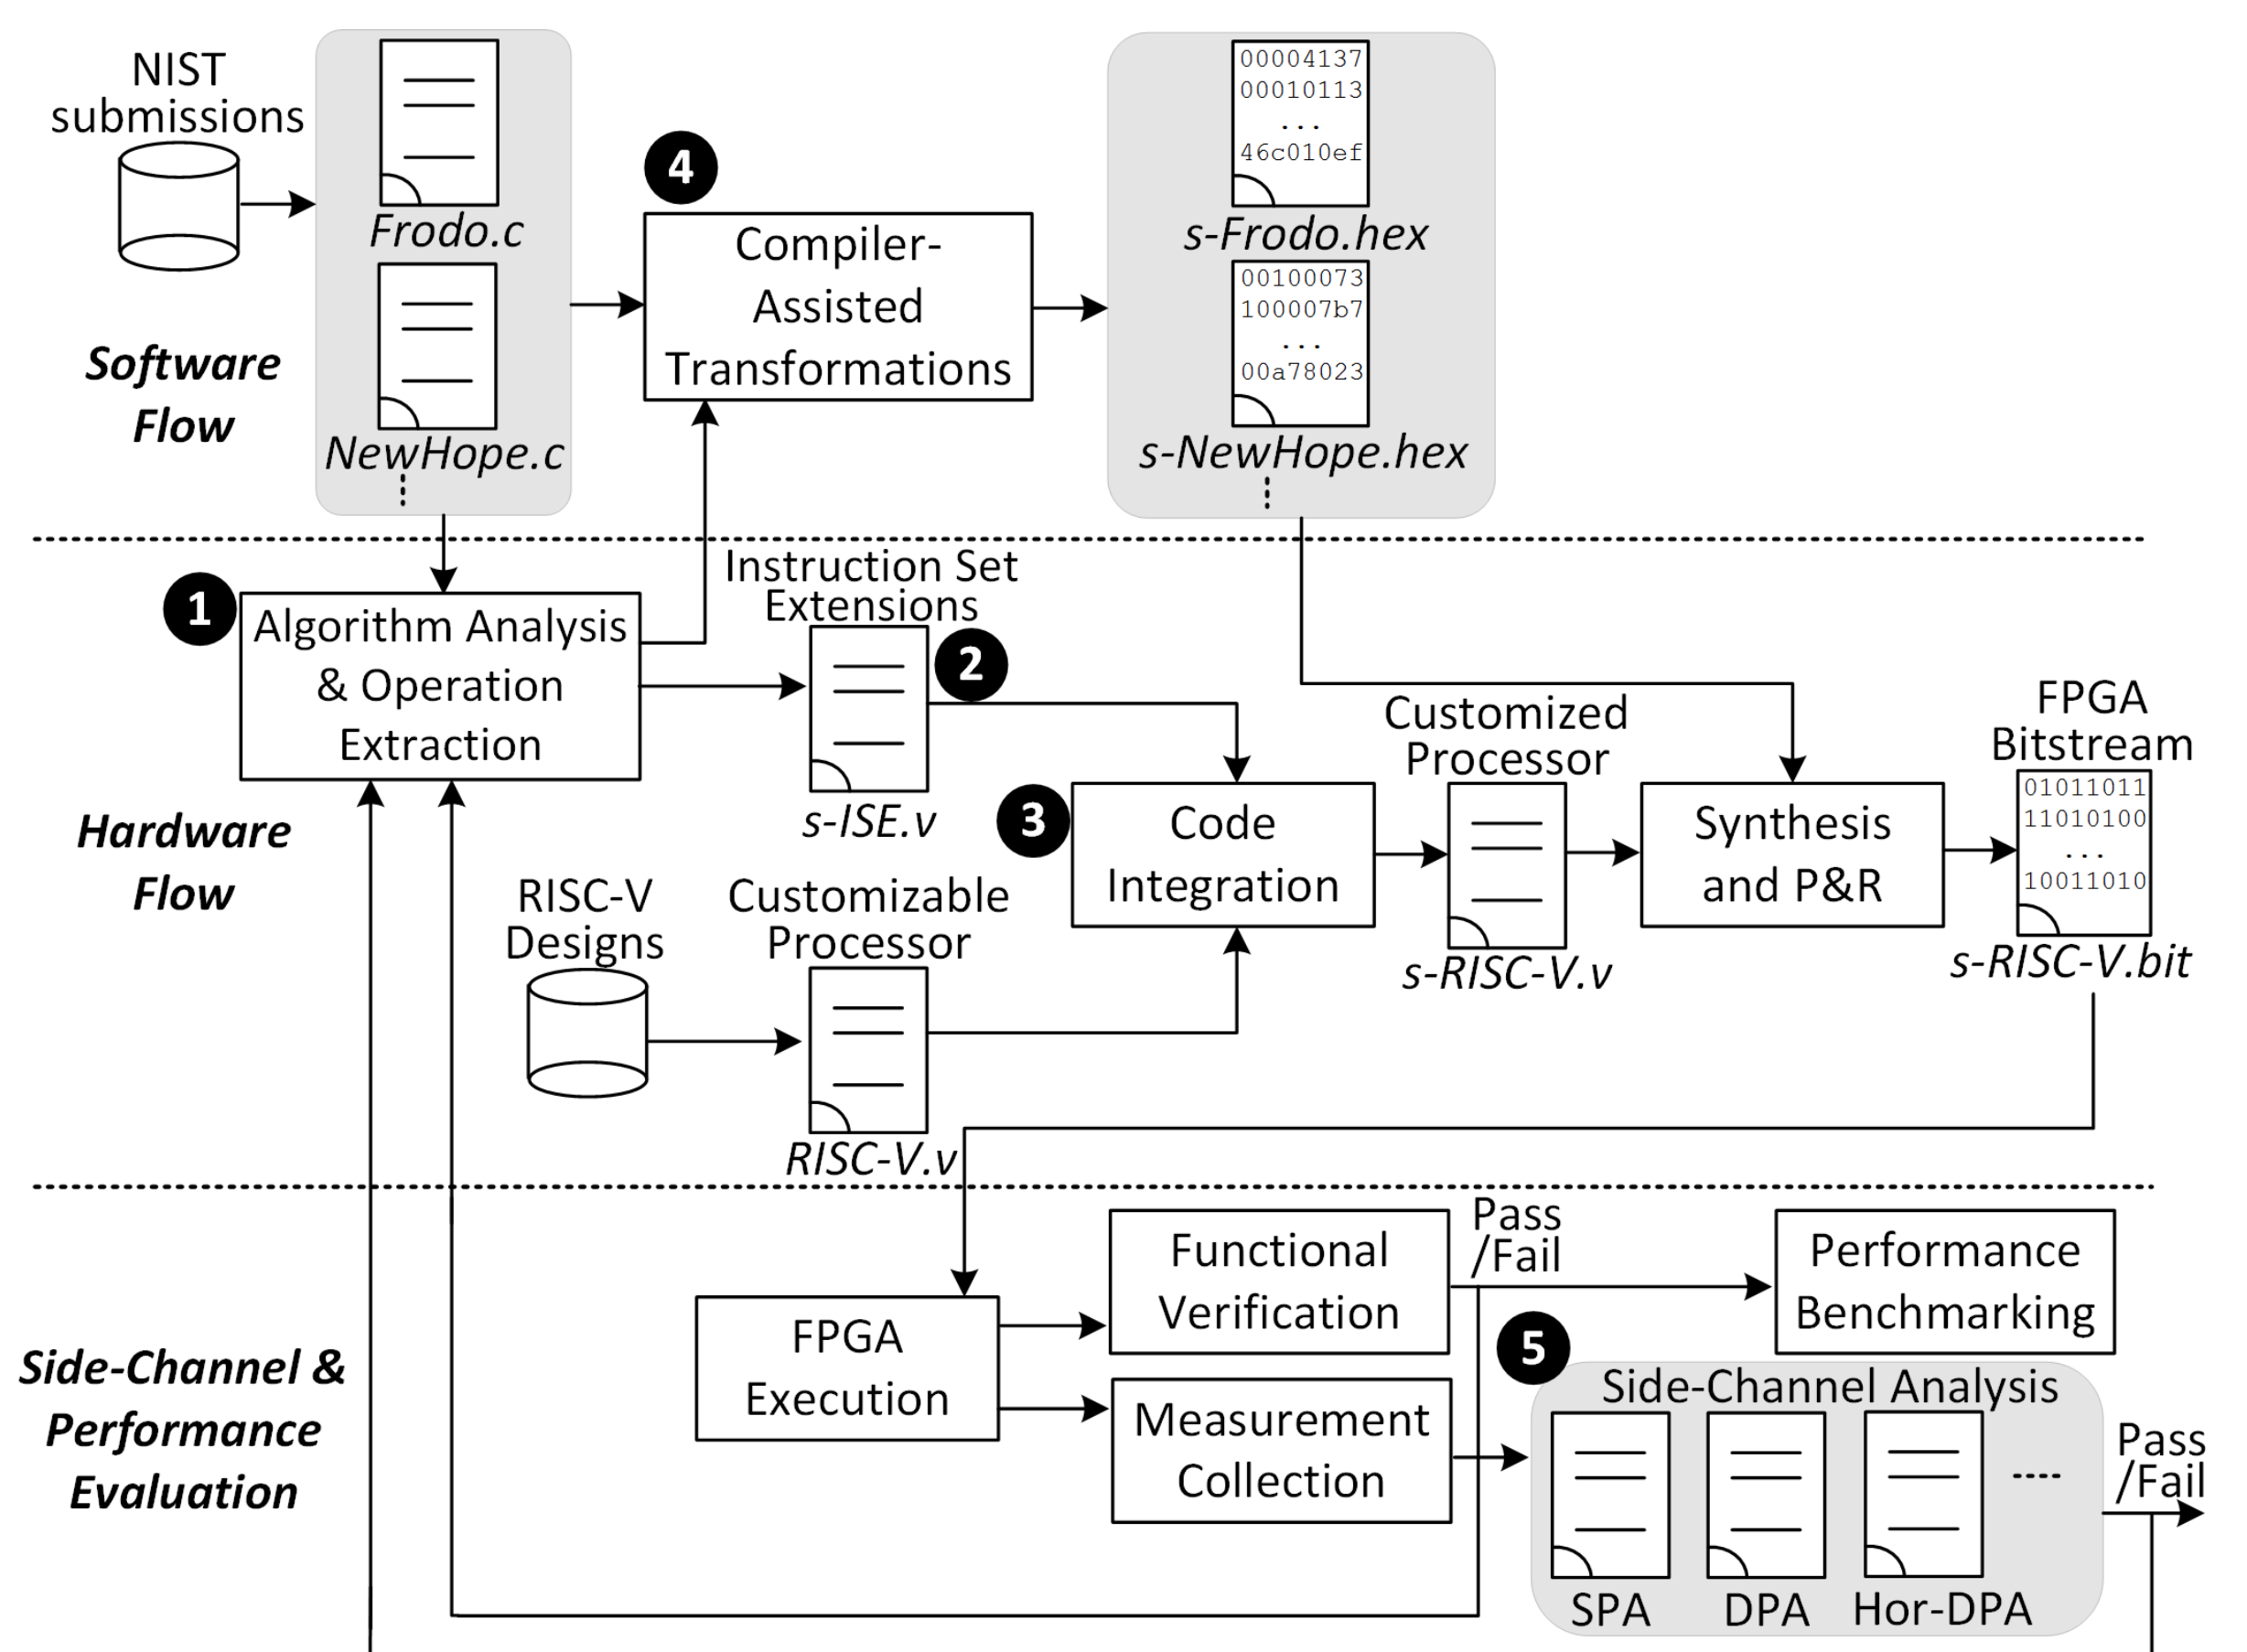 NIST
submissions
Frodo.c
NewHope.c
Software
Flow
4
Compiler-
Assisted
Transformations
00004137
00010113
...
46c010ef
s-Frodo.hex
00100073
100007b7
...
00a78023
s-NewHope.hex
1
Algorithm Analysis
& Operation
Extraction
Instruction Set
Extensions
2
s-ISE.v
Hardware
Flow
RISC-V
Designs
Customizable
Processor
RISC-V.v
3
Code
Integration
Customized
Processor
s-RISC-V.v
Synthesis
and P&R
FPGA
Bitstream
01011011
11010100
...
10011010
s-RISC-V.bit
Side-Channel &
Performance
Evaluation
FPGA
Execution
Functional
Verification
Pass
/Fail
Performance
Benchmarking
Measurement
Collection
5
Side-Channel Analysis
SPA
DPA
Hor-DPA
Pass
/Fail